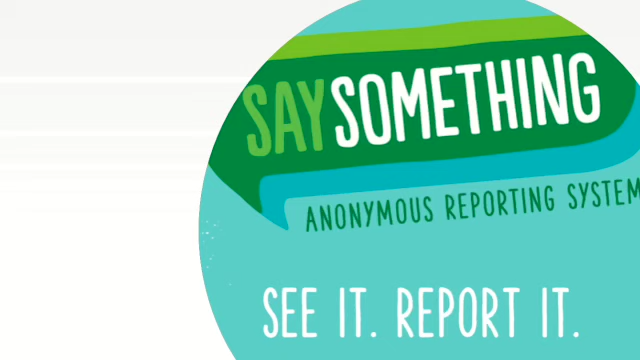 SAY SOMETHING
ANONYMOUS REPORTING SYSTEM
SEE IT. REPORT IT.